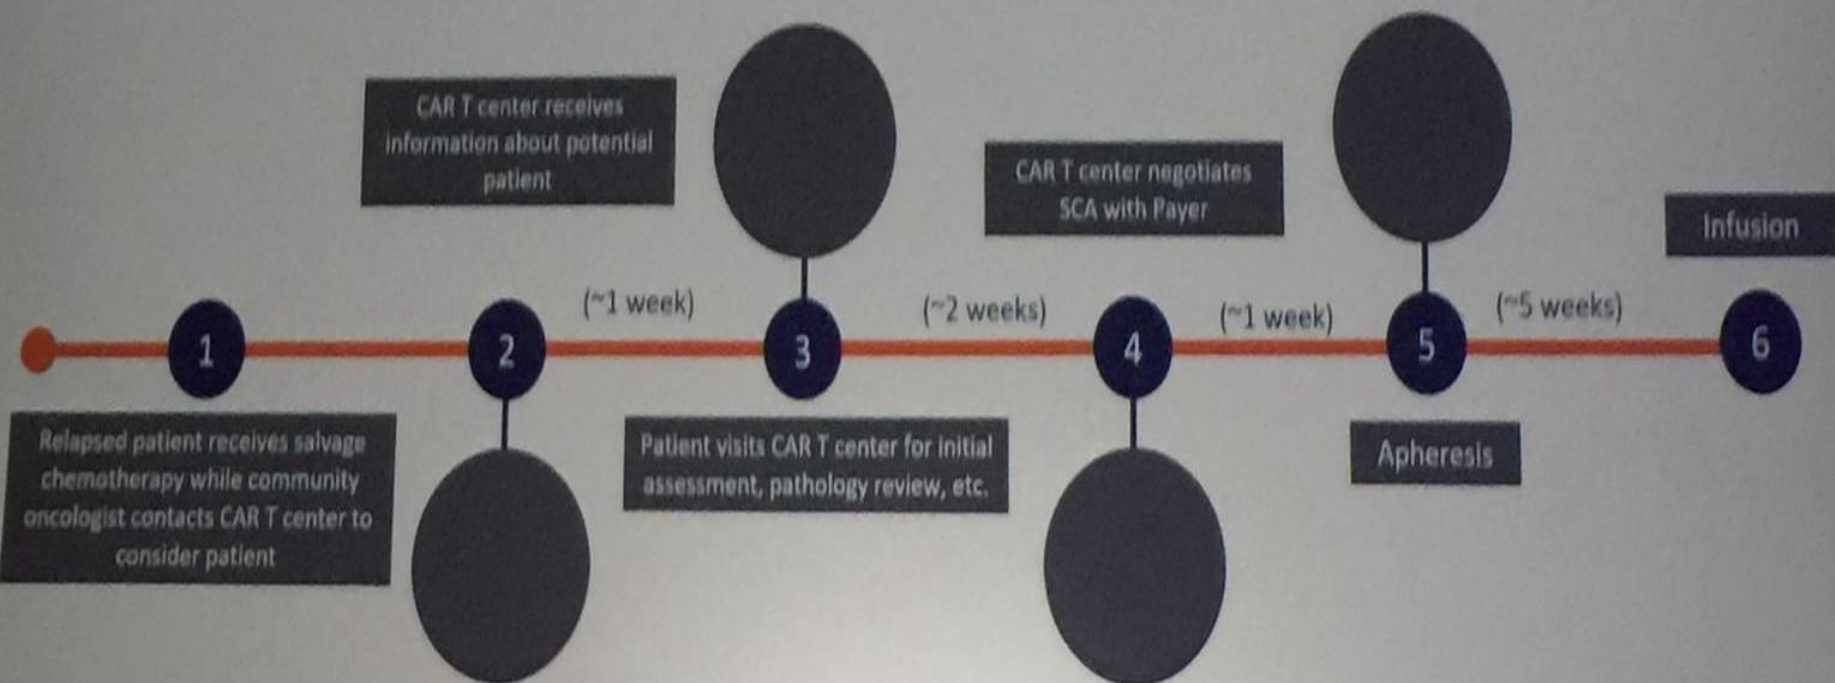 CAR T center receives
information about potential
patient
CAR T center negotiates
SCA with Payer
Infusion
(~1 week)
(~2 weeks)
(~1 week)
(~5 weeks)
1
2
3
4
5
6
Relapsed patient receives salvage
chemotherapy while community
oncologist contacts CAR T center to
consider patient
Patient visits CAR T center for initial
assessment, pathology review, etc.
Apheresis